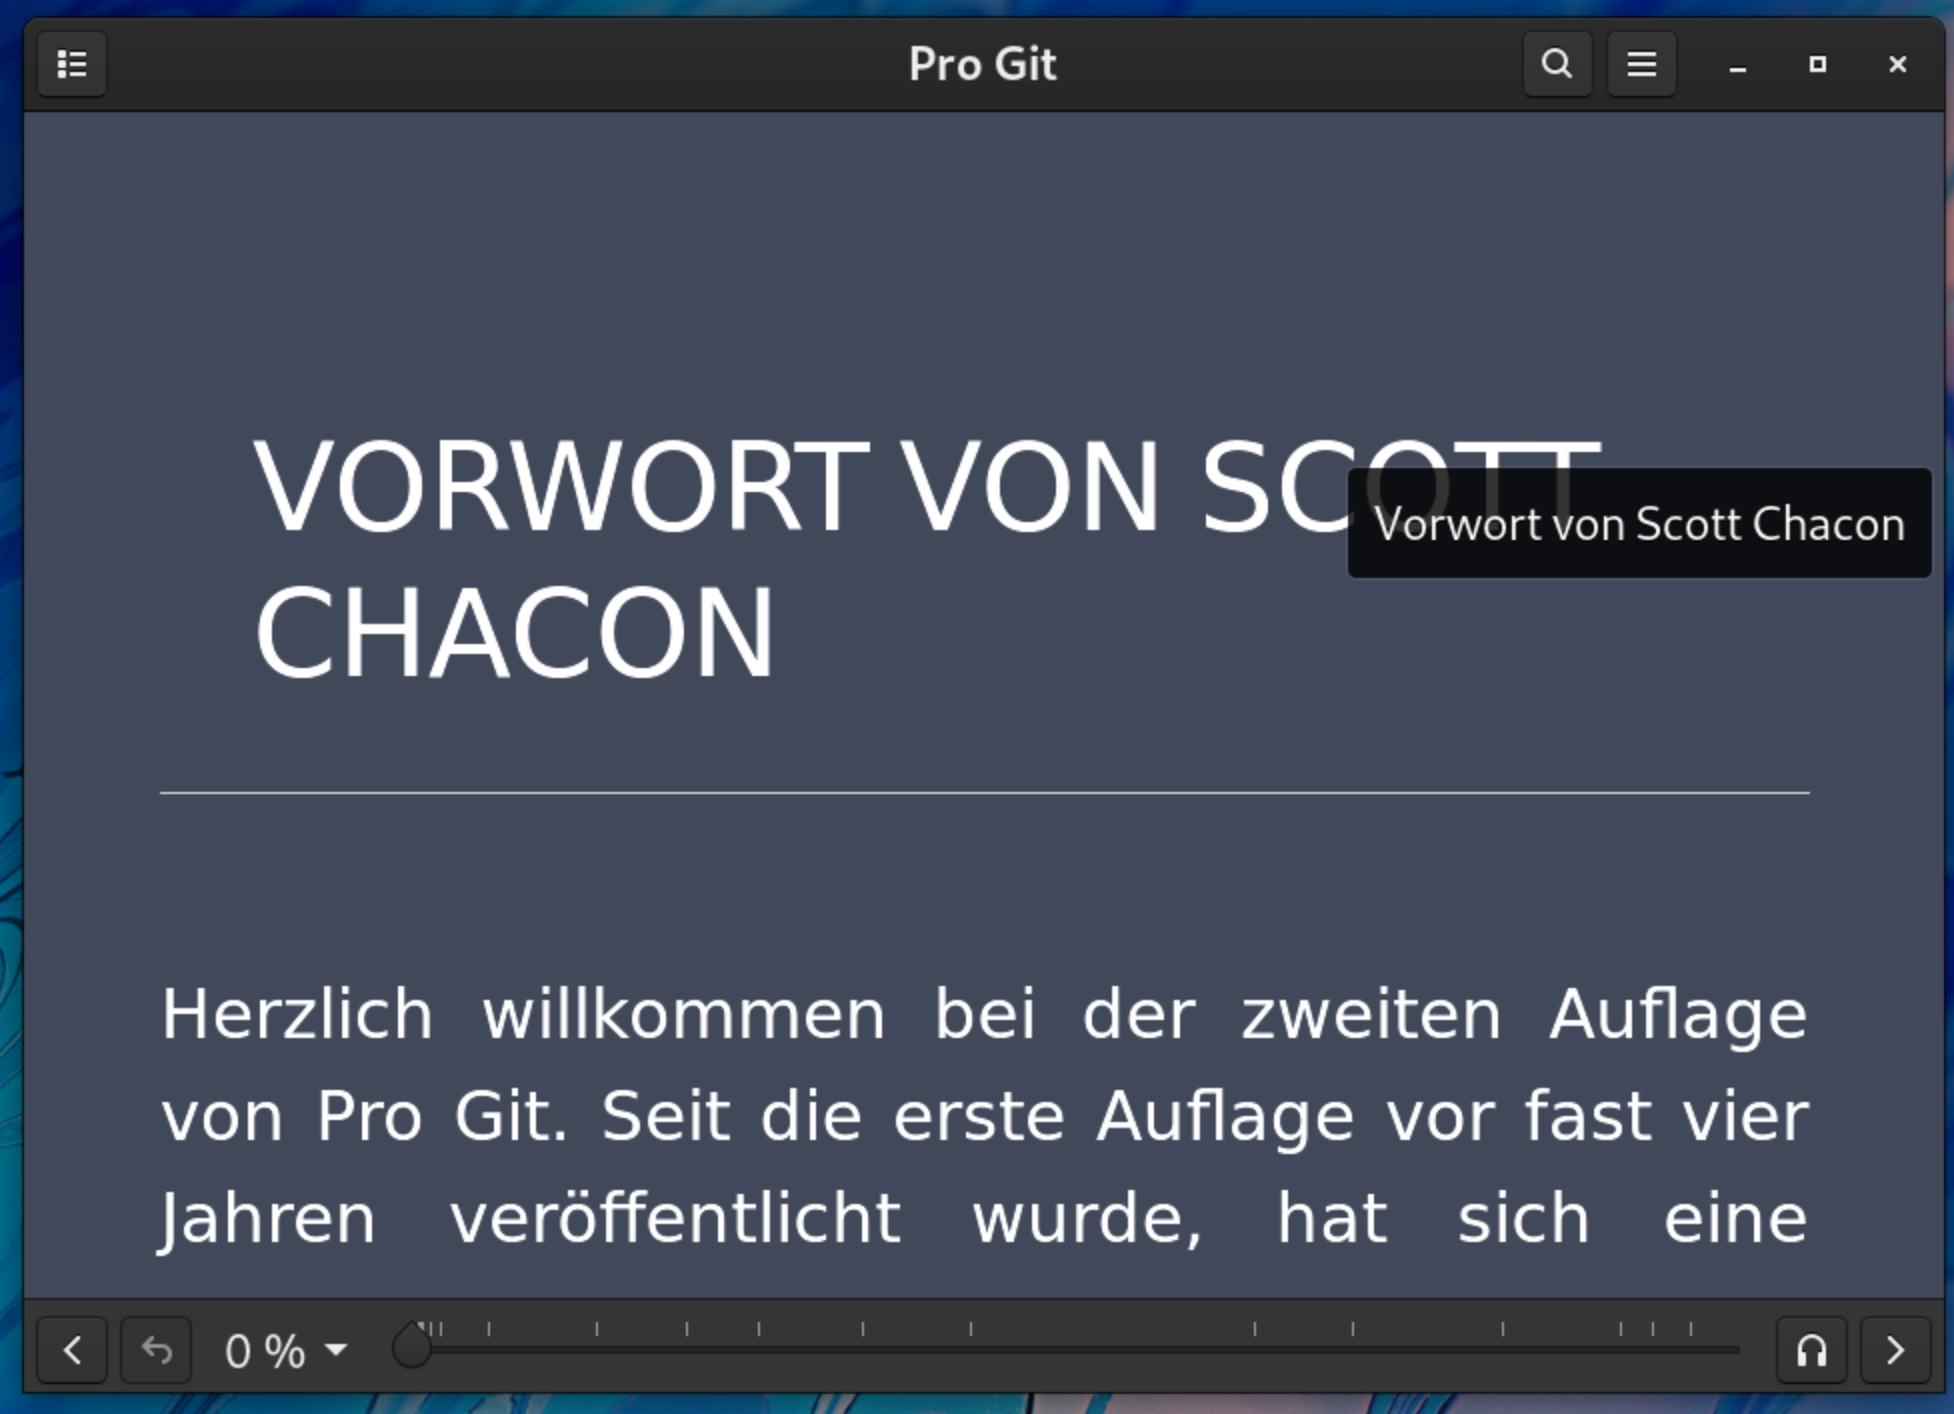 Pro Git
VORWORT VON SCOTT
Vorwort von Scott Chacon
CHACON
Herzlich willkommen bei der zweiten Auflage
von Pro Git. Seit die erste Auflage vor fast vier
Jahren veröffentlicht wurde, hat sich eine
0 %